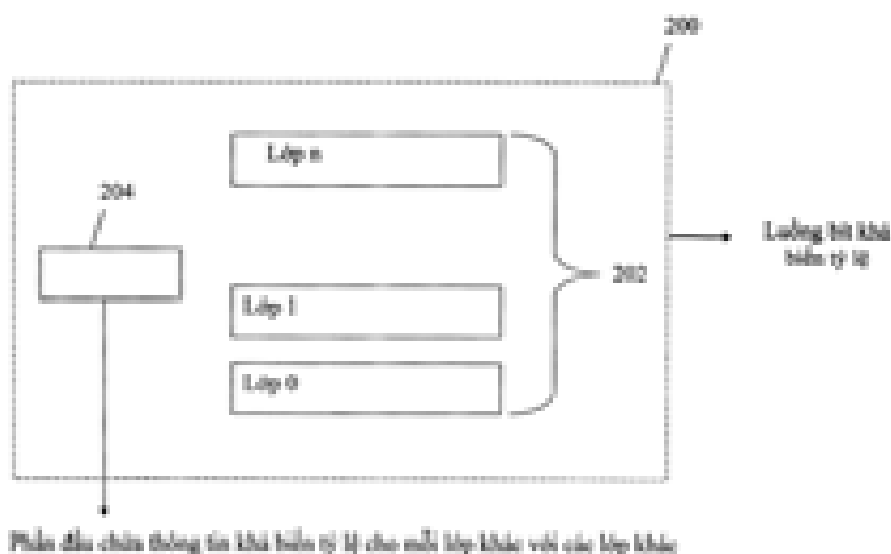 200
Lớp n
204
Luồng bit khả
biến tỷ lệ
202
Lớp 1
Lớp 0
Phần đầu chứa thông tin khả biến tỷ lệ cho mỗi lớp khác với các lớp khác